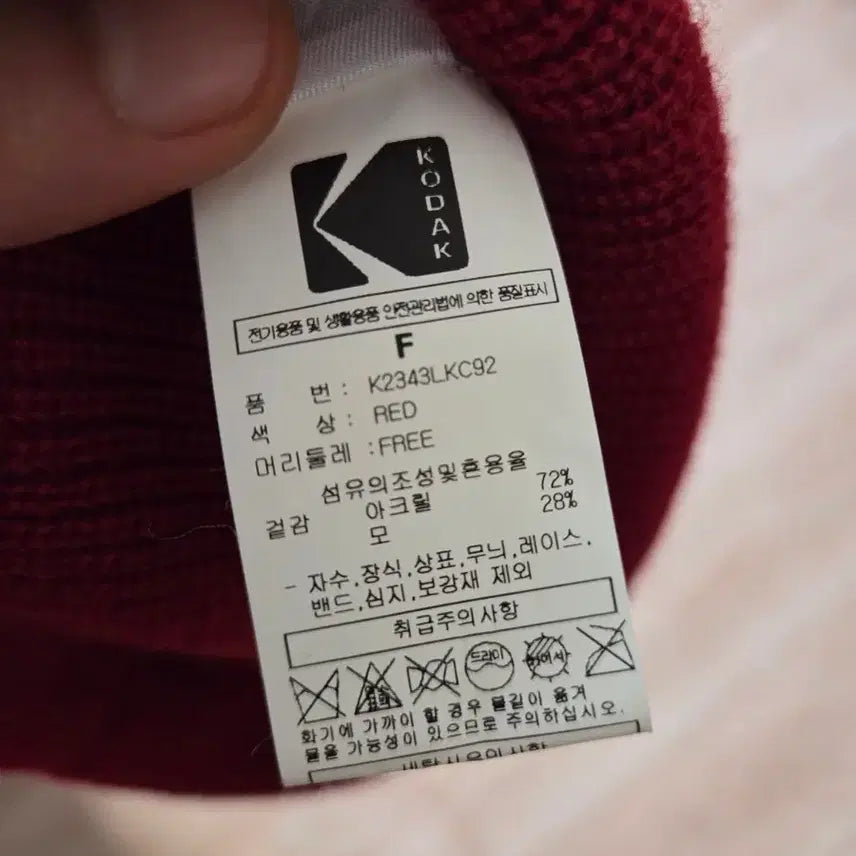 KODAK
전기용품 및 생활용품 안전관리법에 의한 품질표시
F
품 번 : K2343LKC92
색 상 : RED
머리둘레 : FREE
섬유의조성및혼용율
겉감 아크릴 72%
모 28%
- 자수.장식.상표.무늬.레이스.
밴드.심지.보강재 제외
취급주의사항
드라이
화기에 가까이 할 경우 불길이 옮겨
붙을 가능성이 있으므로 주의하십시오.